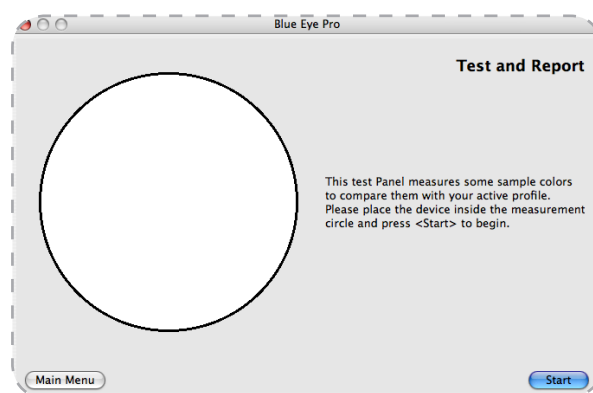 Blue Eye Pro
Test and Report
This test Panel measures some sample colors
to compare them with your active profile.
Please place the device inside the measurement
circle and press <Start> to begin.
Main Menu
Start